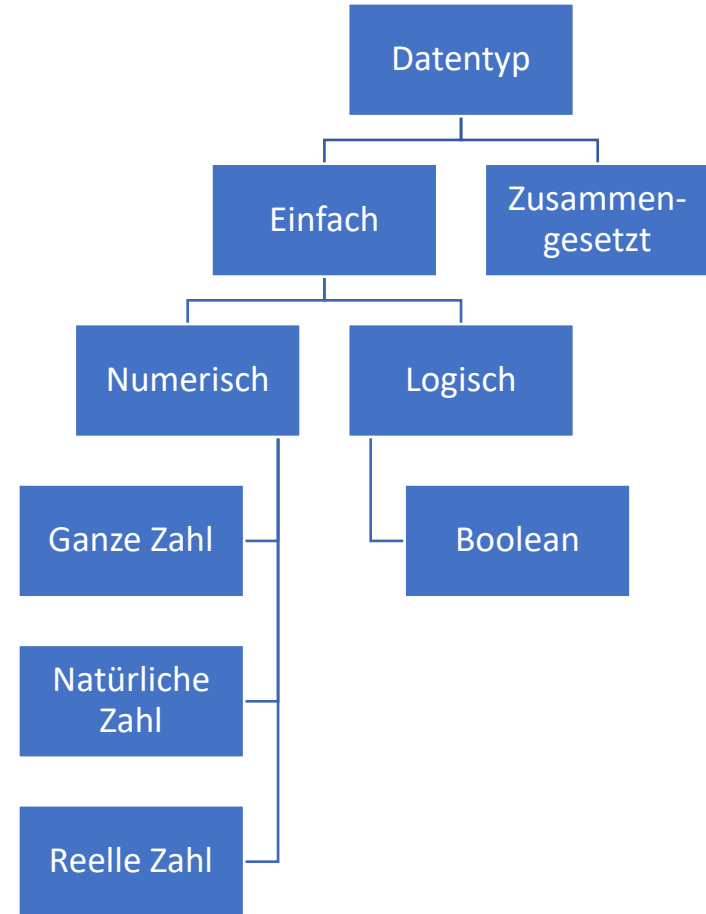 Datentyp
Einfach
Zusammen-
gesetzt
Numerisch
Logisch
Ganze Zahl
Boolean
Natürliche
Zahl
Reelle Zahl